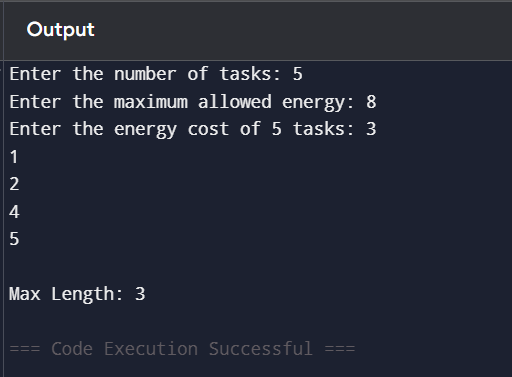 Output
Enter the number of tasks: 5
Enter the maximum allowed energy: 8
Enter the energy cost of 5 tasks: 3
1
2
4
5
Max Length: 3
=== Code Execution Successful ===